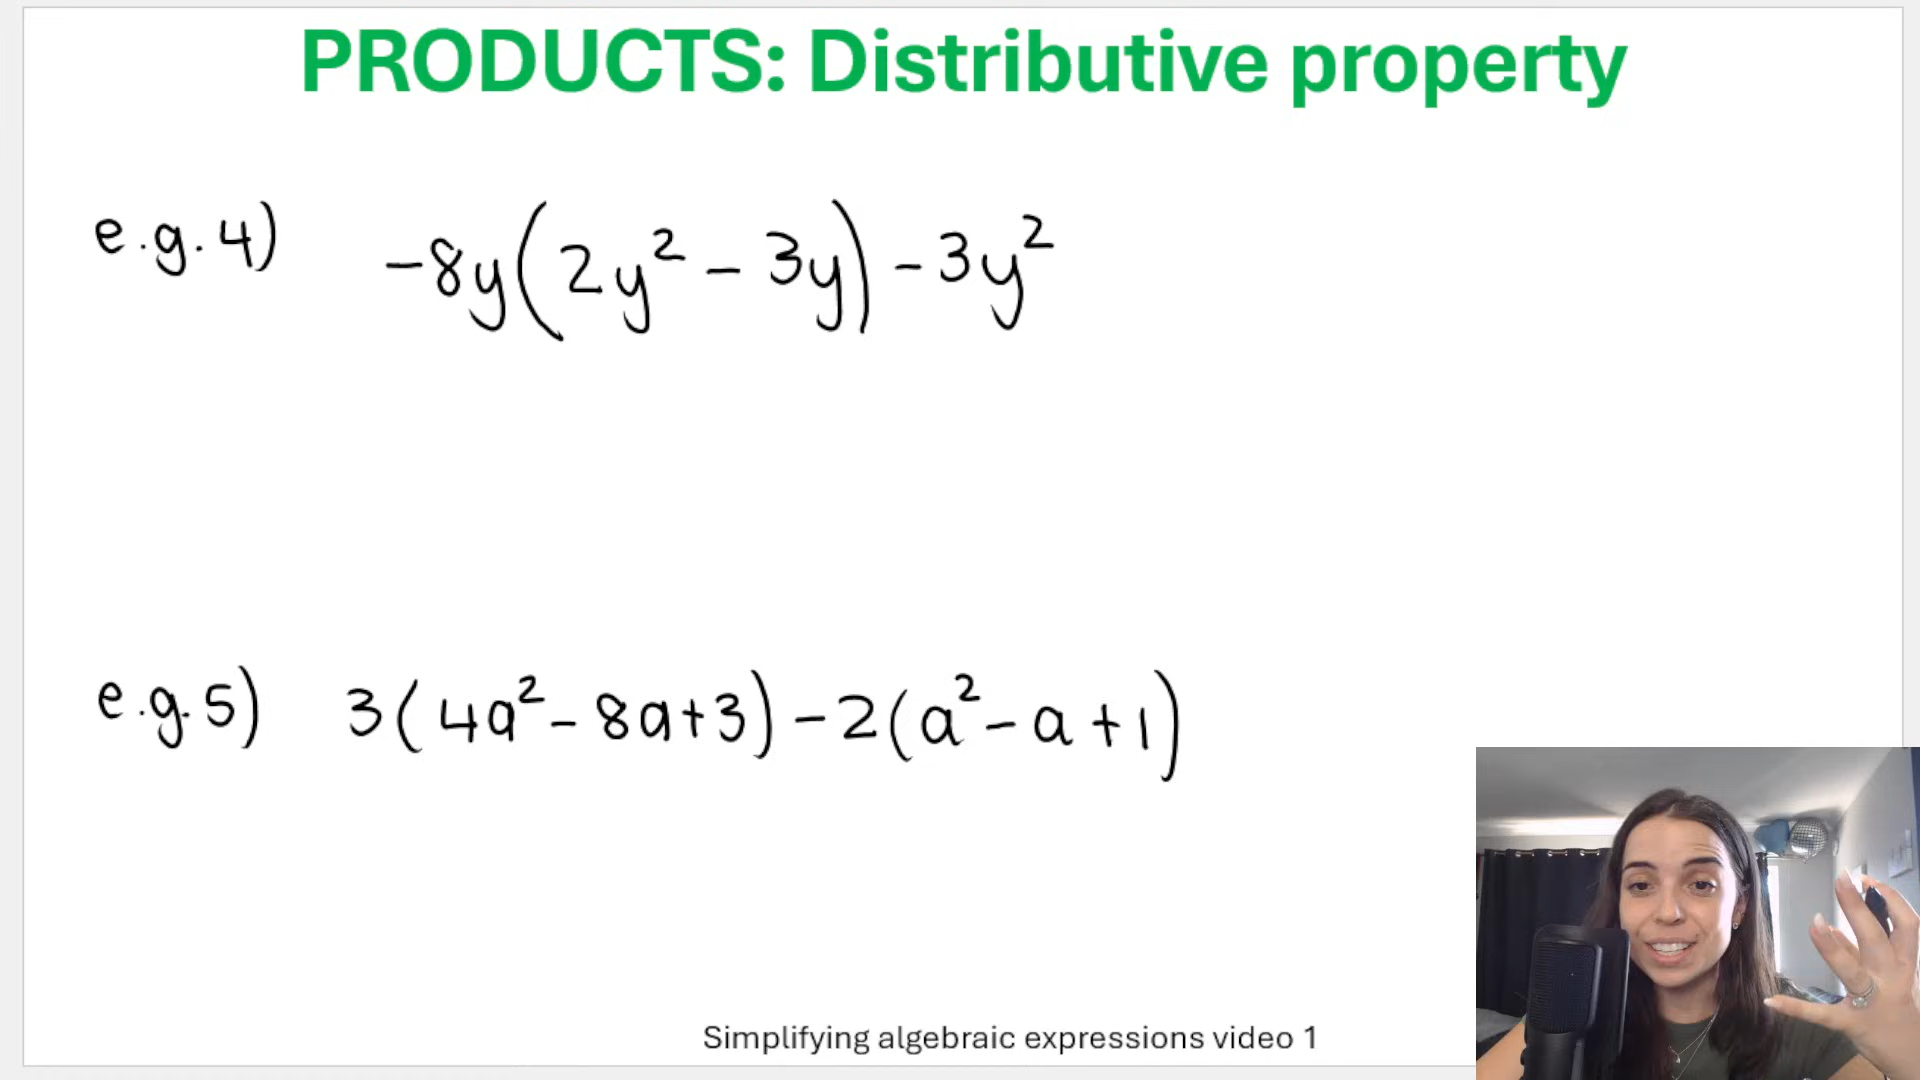 PRODUCTS: Distributive property
e.g. 4) -8y(2y² - 3y) - 3y²
e.g. 5) 3(4a² - 8a + 3) - 2(a² - a + 1)
Simplifying algebraic expressions video 1